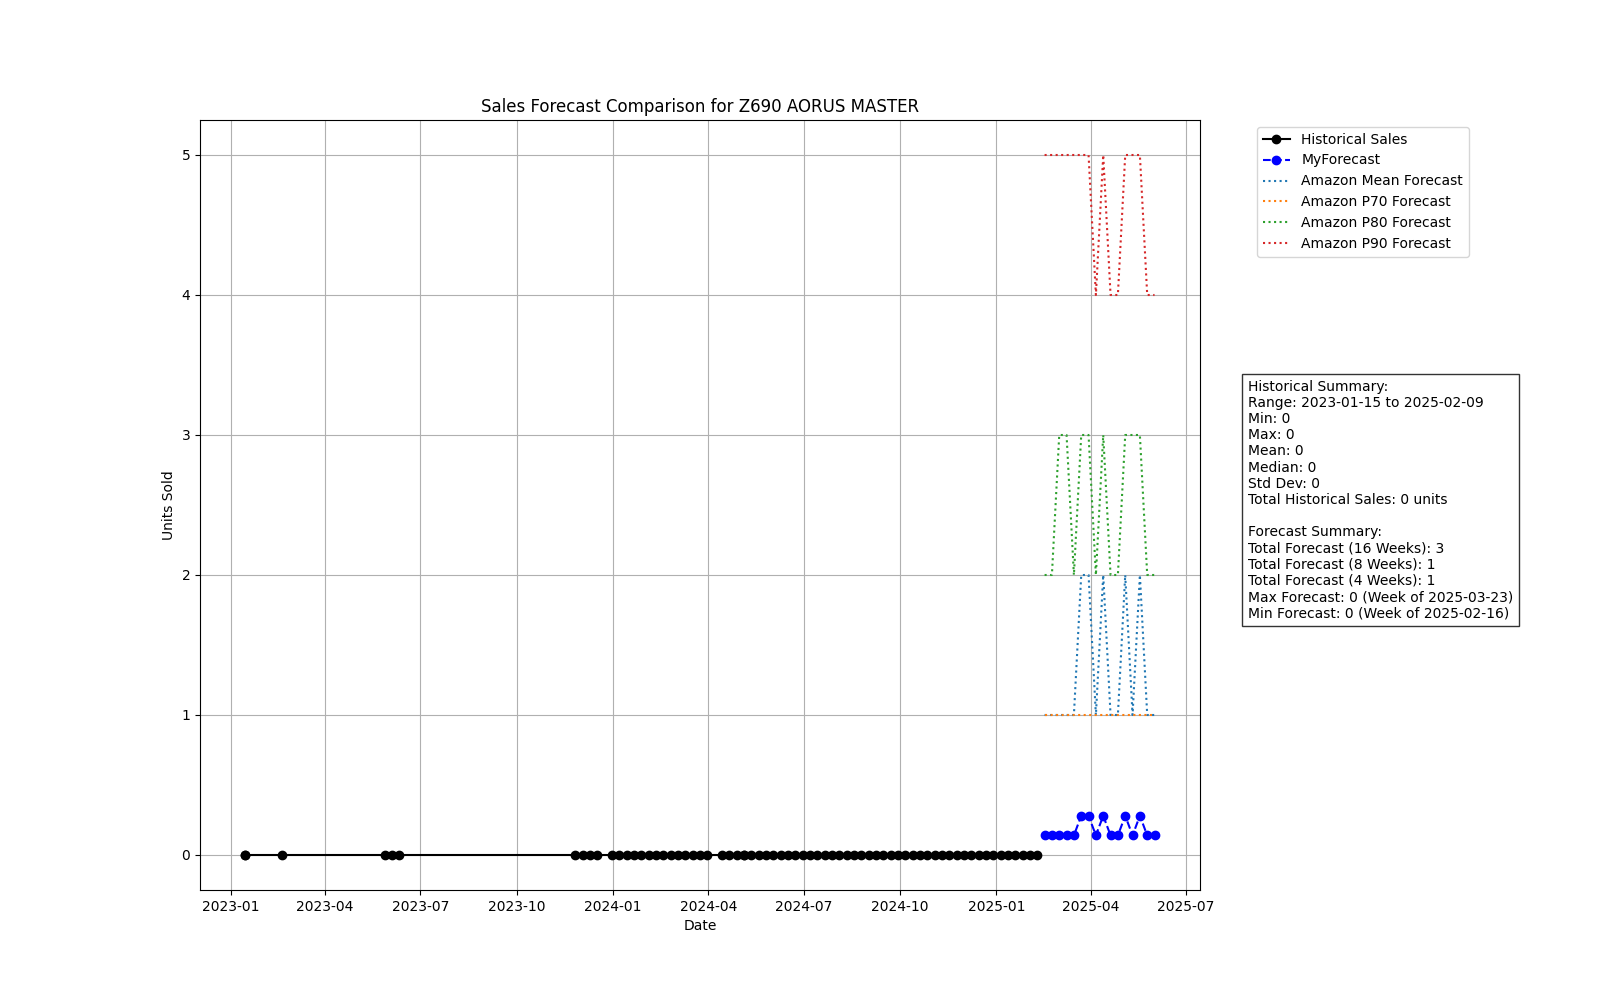 Sales Forecast Comparison for Z690 AORUS MASTER
Units Sold
5
4
3
2
1
0
2023-01
2023-04
2023-07
2023-10
2024-01
2024-04
2024-07
2024-10
2025-01
2025-04
2025-07
Date
Historical Sales
MyForecast
Amazon Mean Forecast
Amazon P70 Forecast
Amazon P80 Forecast
Amazon P90 Forecast
Historical Summary:
Range: 2023-01-15 to 2025-02-09
Min: 0
Max: 0
Mean: 0
Median: 0
Std Dev: 0
Total Historical Sales: 0 units
Forecast Summary:
Total Forecast (16 Weeks): 3
Total Forecast (8 Weeks): 1
Total Forecast (4 Weeks): 1
Max Forecast: 0 (Week of 2025-03-23)
Min Forecast: 0 (Week of 2025-02-16)